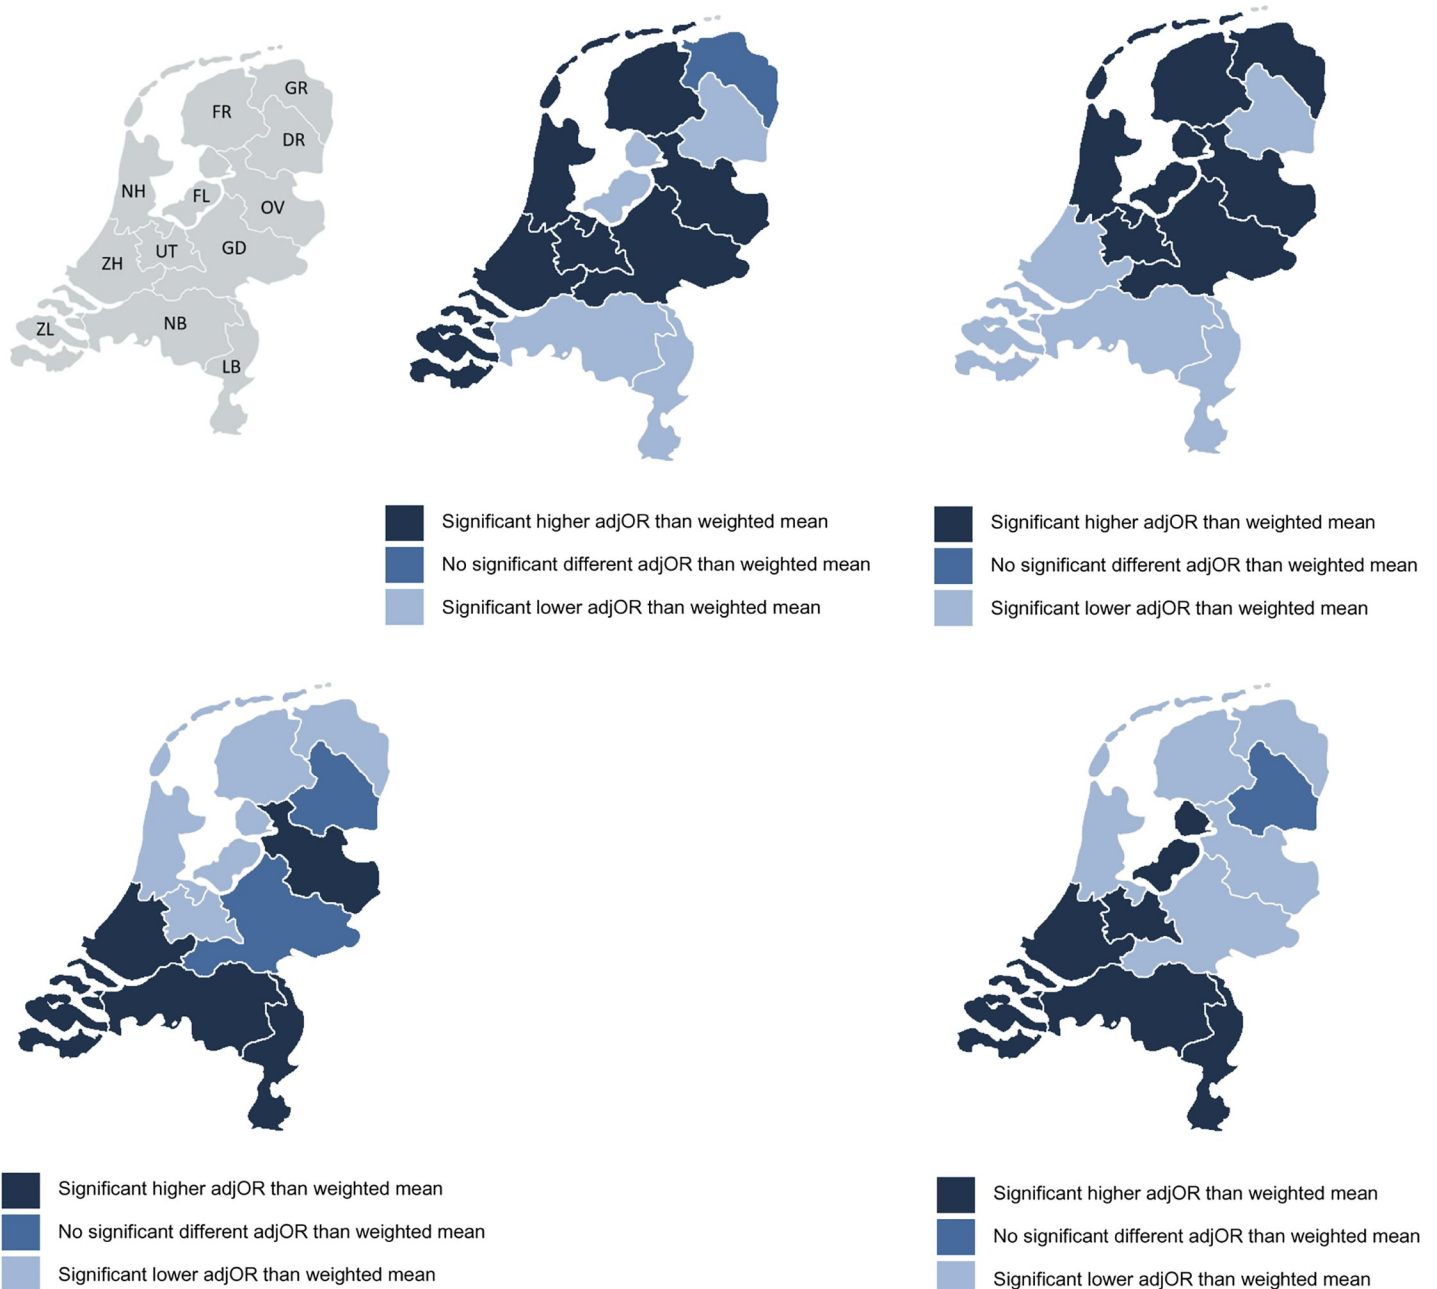 GR
FR
DR
NH
FL
OV
UT
GD
ZH
ZL
NB
LB
Significant higher adjOR than weighted mean
No significant different adjOR than weighted mean
Significant lower adjOR than weighted mean
Significant higher adjOR than weighted mean
No significant different adjOR than weighted mean
Significant lower adjOR than weighted mean
Significant higher adjOR than weighted mean
No significant different adjOR than weighted mean
Significant lower adjOR than weighted mean
Significant higher adjOR than weighted mean
No significant different adjOR than weighted mean
Significant lower adjOR than weighted mean